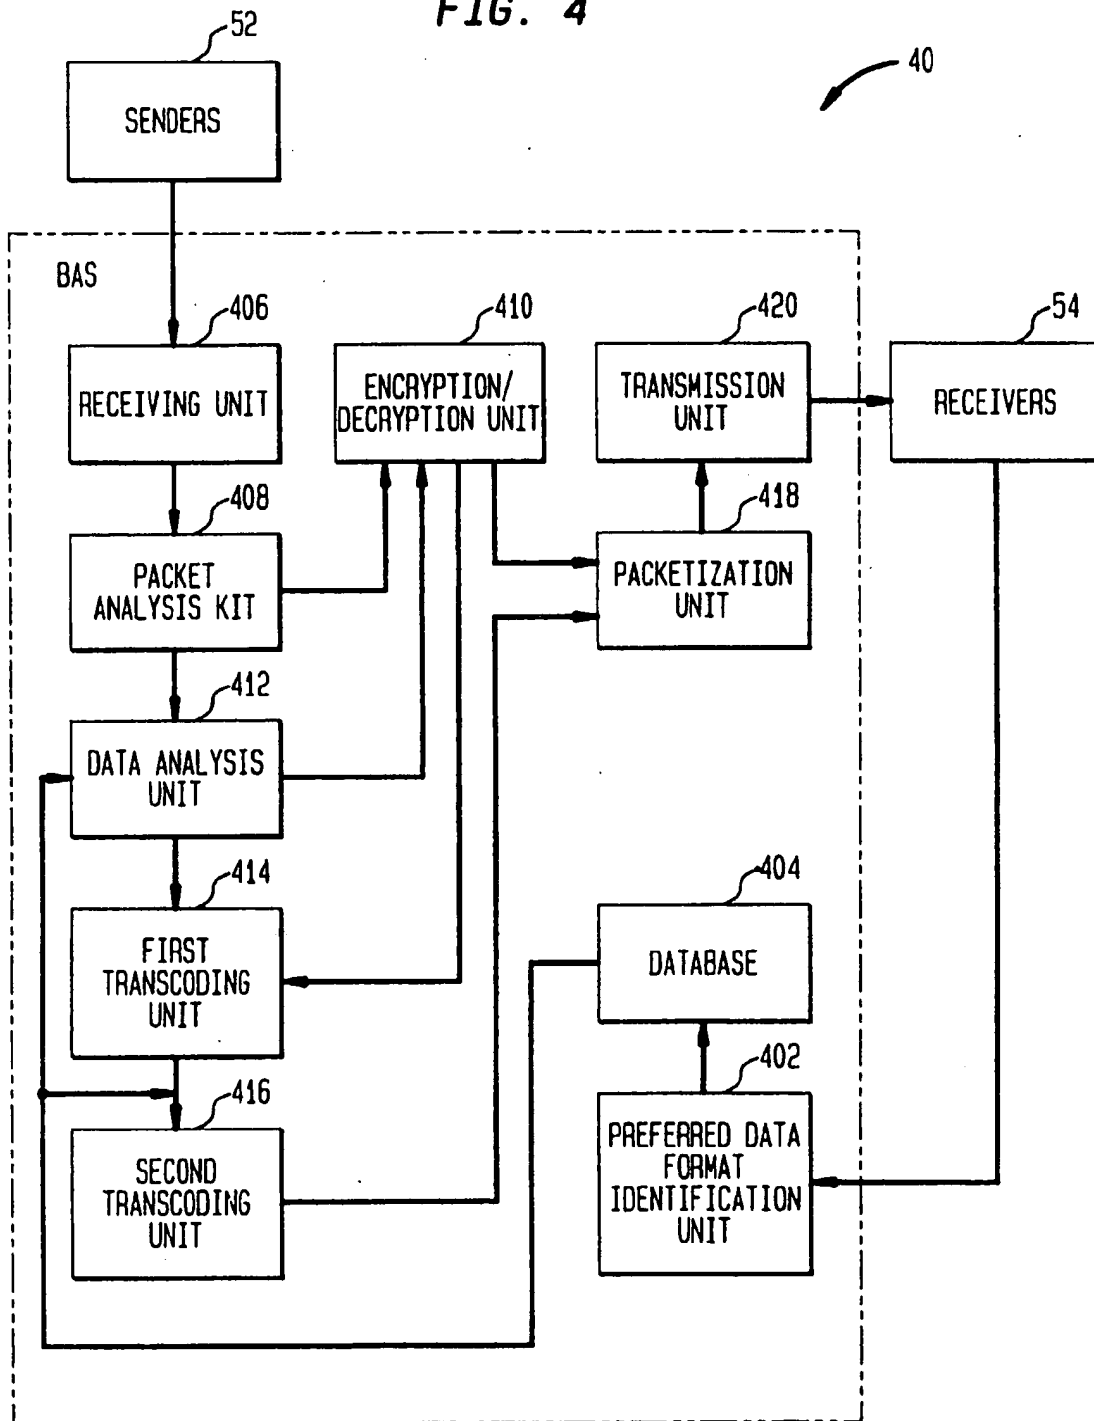 FIG. 4
52
40
SENDERS
BAS
406
410
420
54
RECEIVING UNIT
ENCRYPTION/
DECRYPTION UNIT
TRANSMISSION
UNIT
RECEIVERS
408
418
PACKET
ANALYSIS KIT
PACKETIZATION
UNIT
412
DATA ANALYSIS
UNIT
414
404
FIRST
TRANSCODING
UNIT
DATABASE
402
416
PREFERRED DATA
FORMAT
IDENTIFICATION
UNIT
SECOND
TRANSCODING
UNIT